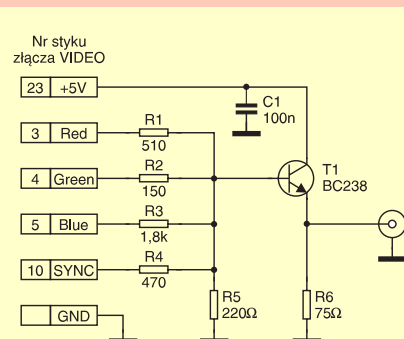 Nr styku
złącza VIDEO
23 +5V
C1
100n
3 Red
R1
510
4 Green
R2
150
T1
BC238
5 Blue
R3
1,8k
10 SYNC
R4
470
R5
220Ω
R6
75Ω
GND